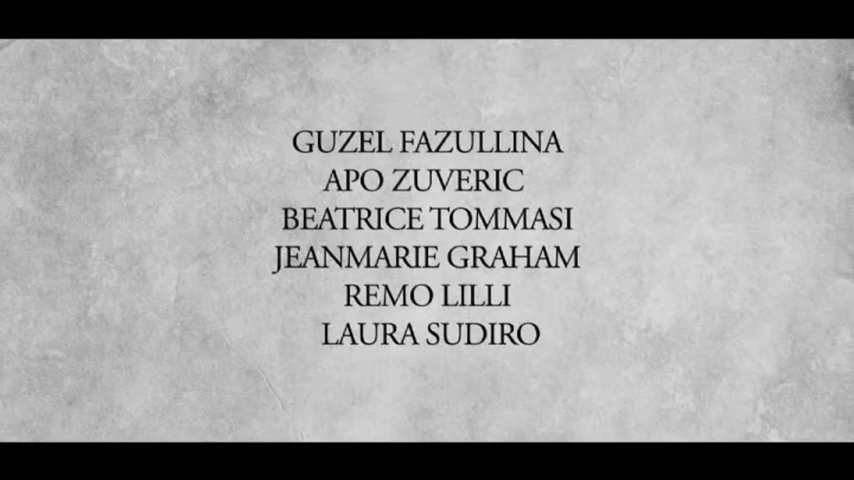 GUZEL FAZULLINA
APO ZUVERIC
BEATRICE TOMMASI
JEANMARIE GRAHAM
REMO LILLI
LAURA SUDIRO